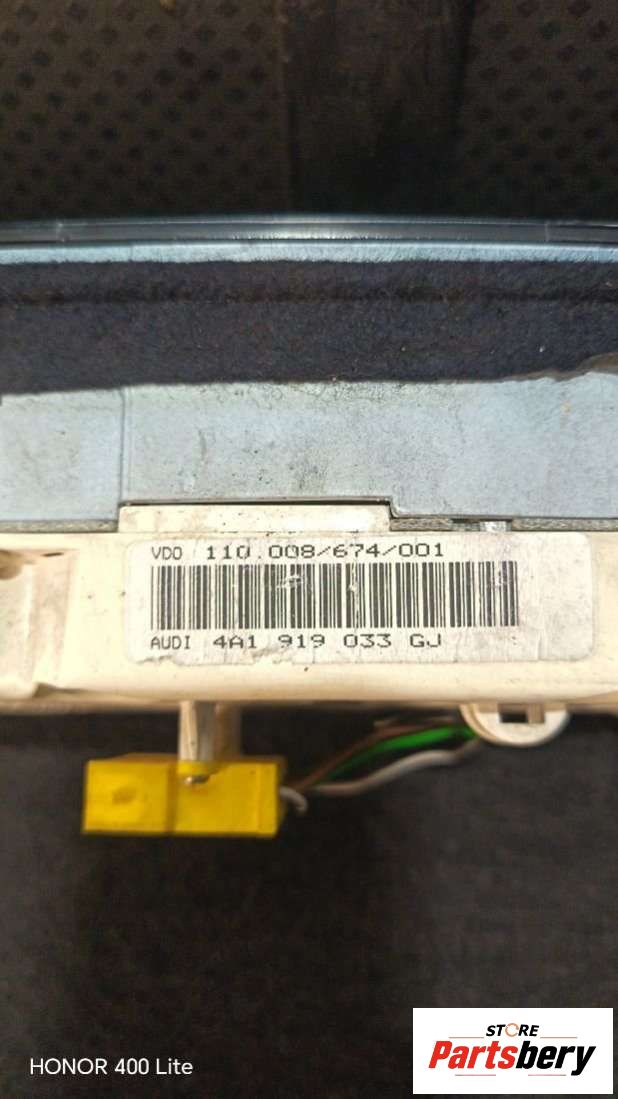 VDO 110.008/674/001
AUDI 4A1 919 033 GJ
STORE
Partsbery
HONOR 400 Lite